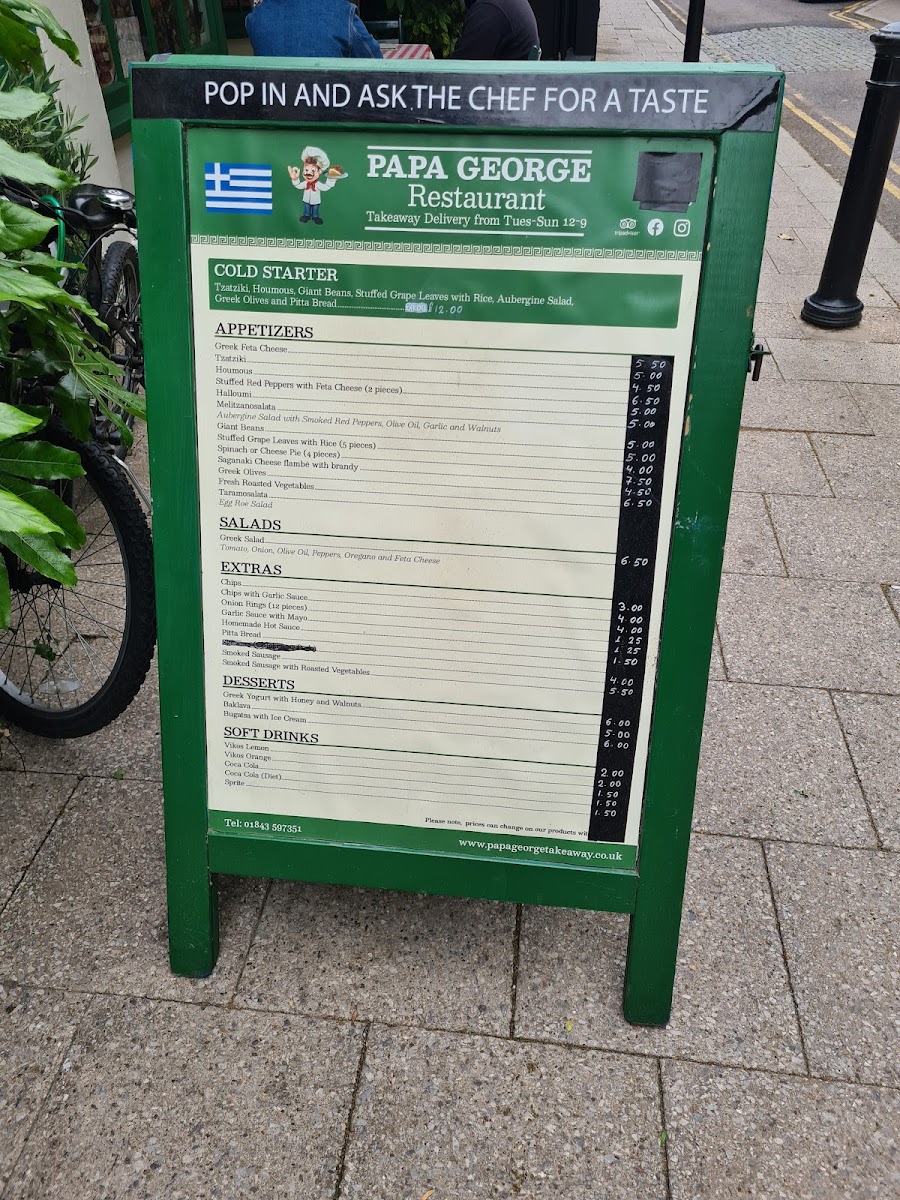 POP IN AND ASK THE CHEF FOR A TASTE
PAPA GEORGE
Restaurant
Takeaway Delivery from Tues-Sun 12-9
tripadvisor
COLD STARTER
Tzatziki, Houmous, Giant Beans, Stuffed Grape Leaves with Rice, Aubergine Salad,
Greek Olives and Pitta Bread 12.00
APPETIZERS
Greek Feta Cheese 5.50
Tzatziki 5.00
Houmous 4.50
Stuffed Red Peppers with Feta Cheese (2 pieces) 6.50
Halloumi 5.00
Melitzanosalata 5.00
Aubergine Salad with Smoked Red Peppers, Olive Oil, Garlic and Walnuts
Giant Beans 5.00
Stuffed Grape Leaves with Rice (5 pieces) 5.00
Spinach or Cheese Pie (4 pieces) 4.00
Saganaki Cheese flambé with brandy 7.50
Greek Olives 4.50
Fresh Roasted Vegetables 6.50
Taramosalata
Egg Roe Salad
SALADS
Greek Salad 6.50
Tomato, Onion, Olive Oil, Peppers, Oregano and Feta Cheese
EXTRAS
Chips 3.00
Chips with Garlic Sauce 4.00
Onion Rings (12 pieces) 4.00
Garlic Sauce with Mayo 1.25
Homemade Hot Sauce 1.25
Pitta Bread 1.50
Smoked Sausage 4.00
Smoked Sausage with Roasted Vegetables 5.50
DESSERTS
Greek Yogurt with Honey and Walnuts 6.00
Baklava 5.00
Bugatsa with Ice Cream 6.00
SOFT DRINKS
Vikos Lemon 2.00
Vikos Orange 2.00
Coca Cola 1.50
Coca Cola (Diet) 1.50
Sprite 1.50
Please note, prices can change on our products wit
Tel: 01843 597351
www.papageorgetakeaway.co.uk